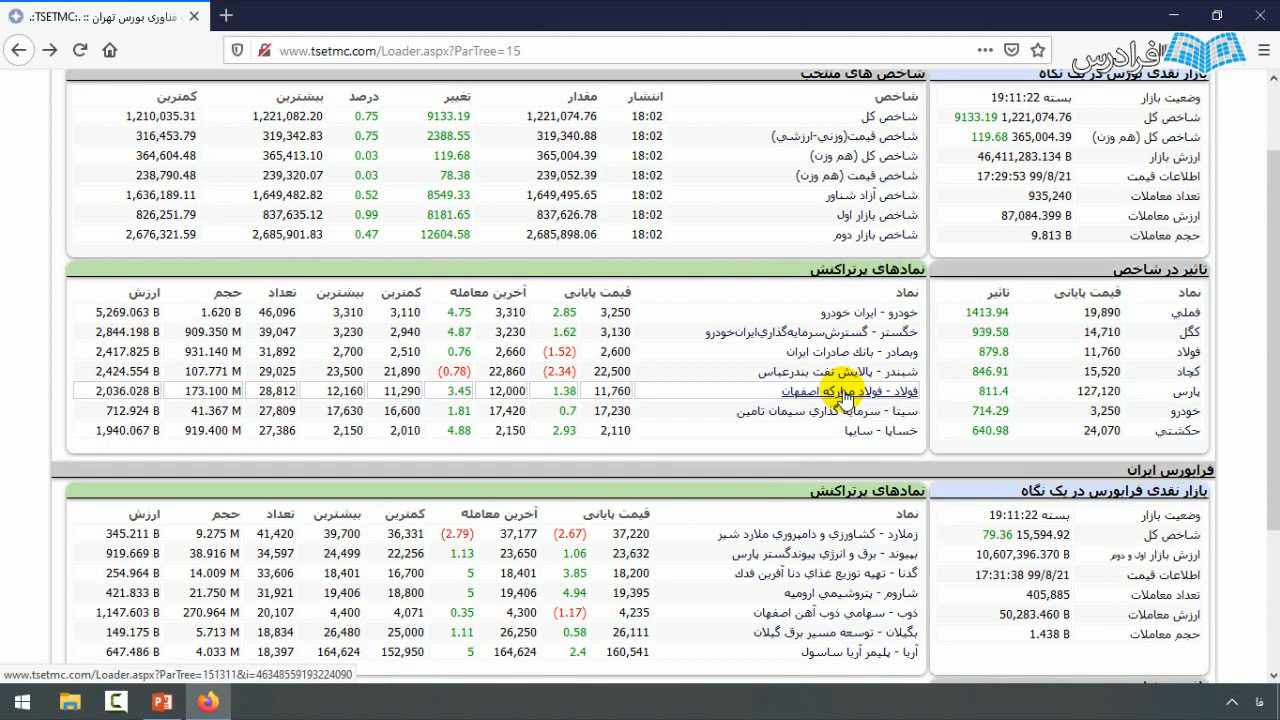 فناوری بورس تهران :: .:TSETMC:.
www.tsetmc.com/Loader.aspx?ParTree=15
فرادرس
بازار نقدی بورس در یک نگاه
وضعیت بازار بسته 19:11:22
شاخص کل 1,221,074.76 9133.19
شاخص كل (هم وزن) 365,004.39 119.68
ارزش بازار 46,411,283.134 B
اطلاعات قیمت 99/8/21 17:29:53
تعداد معاملات 935,240
ارزش معاملات 87,084.399 B
حجم معاملات 9.813 B
شاخص های منتخب
شاخص انتشار مقدار تغییر درصد بیشترین کمترین
شاخص كل 18:02 1,221,074.76 9133.19 0.75 1,221,082.20 1,210,035.31
شاخص قيمت(وزني-ارزشي) 18:02 319,340.88 2388.55 0.75 319,342.83 316,453.79
شاخص كل (هم وزن) 18:02 365,004.39 119.68 0.03 365,413.10 364,604.48
شاخص قيمت (هم وزن) 18:02 239,052.39 78.38 0.03 239,320.07 238,790.48
شاخص آزاد شناور 18:02 1,649,495.65 8549.33 0.52 1,649,482.82 1,636,189.11
شاخص بازار اول 18:02 837,626.78 8181.65 0.99 837,635.12 826,251.79
شاخص بازار دوم 18:02 2,685,898.06 12604.58 0.47 2,685,901.83 2,676,321.59
تاثیر در شاخص
نماد قیمت پایانی تاثیر
فملي 19,890 1413.94
كگل 14,710 939.58
فولاد 11,760 879.8
كچاد 15,520 846.91
پارس 127,120 811.4
خودرو 3,250 714.29
حكشتي 24,070 640.98
نمادهای پرتراکنش
نماد قیمت پایانی آخرین معامله کمترین بیشترین تعداد حجم ارزش
خودرو - ايران خودرو 3,250 2.85 3,310 4.75 3,110 3,310 46,096 1.620 B 5,269.063 B
خگستر - گسترش‌سرمايه‌گذاري‌ايران‌خودرو 3,130 1.62 3,230 4.87 2,940 3,230 39,047 909.350 M 2,844.198 B
وبصادر - بانك صادرات ايران 2,600 (1.52) 2,660 0.76 2,510 2,700 31,892 931.140 M 2,417.825 B
شبندر - پالايش نفت بندرعباس 22,500 (2.34) 22,860 (0.78) 21,890 23,500 29,025 107.771 M 2,424.554 B
فولاد - فولاد مباركه اصفهان 11,760 1.38 12,000 3.45 11,290 12,160 28,812 173.100 M 2,036.020 B
سيتا - سرمايه گذاري سيمان تامين 17,230 0.7 17,420 1.81 16,600 17,630 27,809 41.367 M 712.924 B
خساپا - سايپا 2,110 2.93 2,150 4.88 2,010 2,150 27,386 919.400 M 1,940.067 B
فرابورس ایران
بازار نقدی فرابورس در یک نگاه
وضعیت بازار بسته 19:11:22
شاخص کل 15,594.92 79.36
ارزش بازار اول و دوم 10,607,396.370 B
اطلاعات قیمت 99/8/21 17:31:38
تعداد معاملات 405,885
ارزش معاملات 50,283.460 B
حجم معاملات 1.438 B
نمادهای پرتراکنش
نماد قیمت پایانی آخرین معامله کمترین بیشترین تعداد حجم ارزش
زملارد - كشاورزي و دامپروري ملارد شير 37,220 (2.67) 37,177 (2.79) 36,331 39,700 41,420 9.275 M 345.211 B
بپيوند - برق و انرژي پيوندگستر پارس 23,632 1.06 23,650 1.13 22,256 24,499 34,597 38.916 M 919.669 B
گدنا - تهيه توزيع غذاي دنا آفرين فدك 18,200 3.85 18,401 5 16,700 18,401 33,606 14.009 M 254.964 B
شاروم - پتروشيمي اروميه 19,395 4.94 19,406 5 18,800 19,406 31,921 21.750 M 421.833 B
ذوب - سهامي ذوب آهن اصفهان 4,235 (1.17) 4,300 0.35 4,071 4,400 20,107 270.964 M 1,147.603 B
بگيلان - توسعه مسير برق گيلان 26,111 0.58 26,250 1.11 25,000 26,480 18,834 5.713 M 149.175 B
آريا - پليمر آريا ساسول 160,541 2.4 164,624 5 152,950 164,624 18,397 4.033 M 647.486 B
www.tsetmc.com/Loader.aspx?ParTree=151311&i=46348559193224090
فا